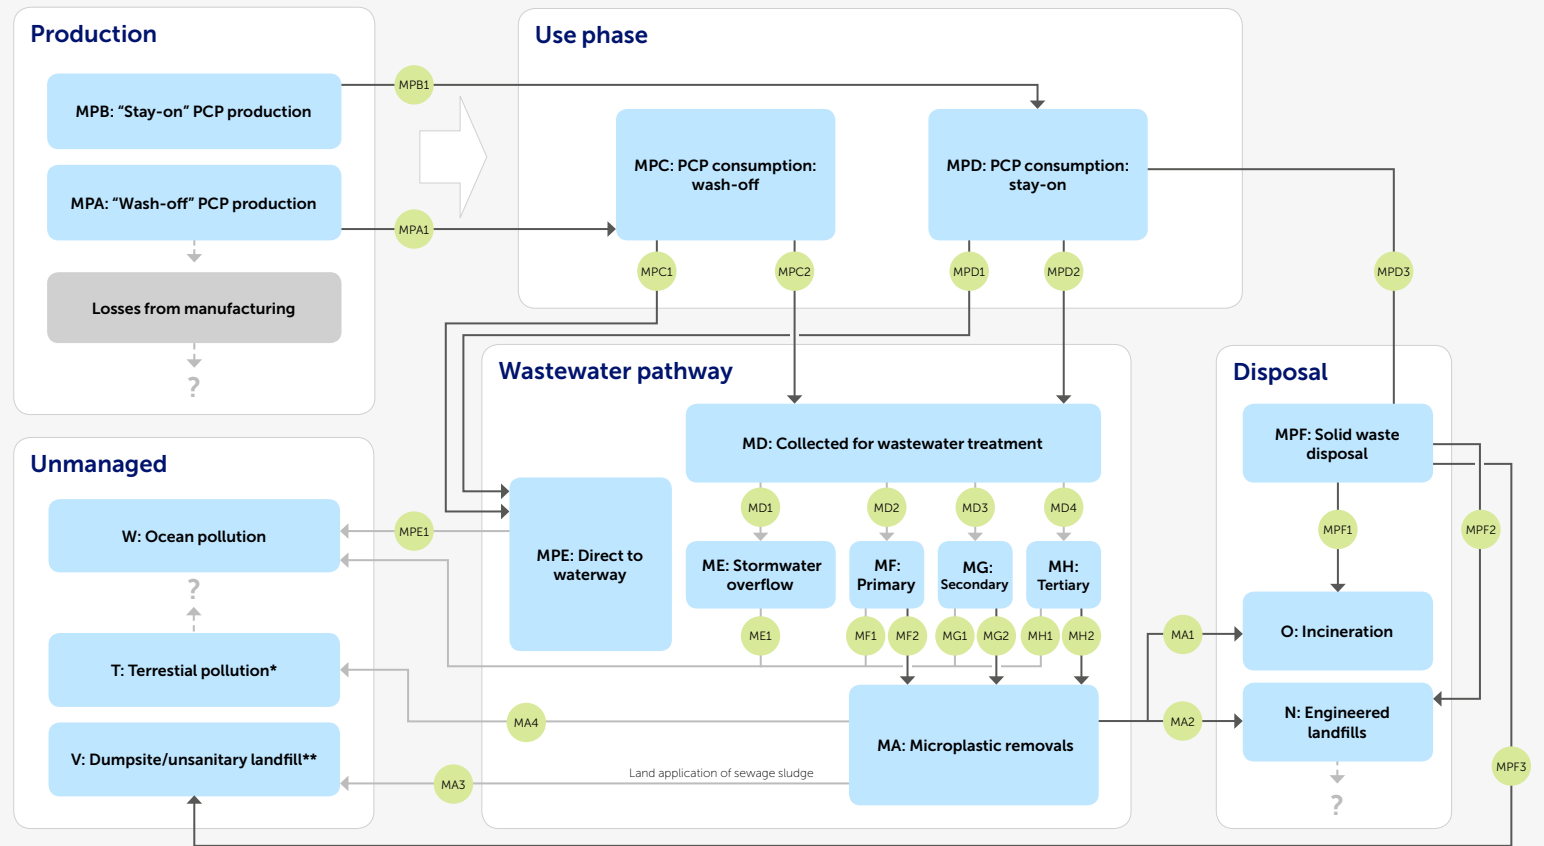 Production
MPB: “Stay-on” PCP production
MPA: “Wash-off” PCP production
Losses from manufacturing
?
MPB1
MPA1
Use phase
MPC: PCP consumption:
wash-off
MPD: PCP consumption:
stay-on
MPC1
MPC2
MPD1
MPD2
MPD3
Wastewater pathway
MD: Collected for wastewater treatment
MD1
MD2
MD3
MD4
MPE: Direct to
waterway
ME: Stormwater
overflow
MF:
Primary
MG:
Secondary
MH:
Tertiary
ME1
MF1
MF2
MG1
MG2
MH1
MH2
MA: Microplastic removals
Land application of sewage sludge
MPE1
MA4
MA3
MA1
MA2
Unmanaged
W: Ocean pollution
?
T: Terrestial pollution*
V: Dumpsite/unsanitary landfill**
Disposal
MPF: Solid waste
disposal
MPF1
MPF2
MPF3
O: Incineration
N: Engineered
landfills
?